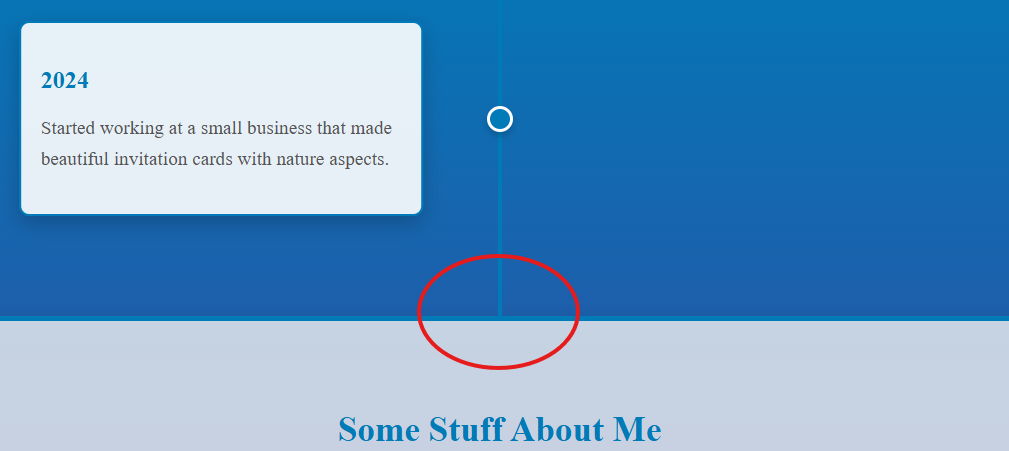 2024
Started working at a small business that made
beautiful invitation cards with nature aspects.
Some Stuff About Me